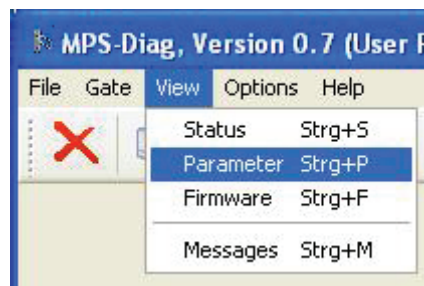 MPS-Diag, Version 0.7 (User
File Gate View Options Help
Status Strg+S
Parameter Strg+P
Firmware Strg+F
Messages Strg+M